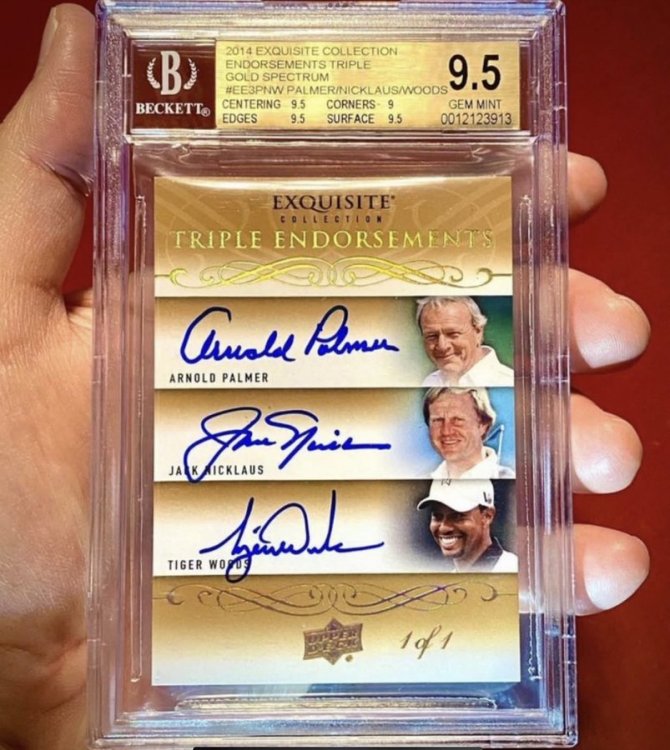 2014 EXQUISITE COLLECTION
ENDORSEMENTS TRIPLE
GOLD SPECTRUM
#EE3PNW PALMER/NICKLAUS/WOODS
CENTERING 9.5 CORNERS 9
EDGES 9.5 SURFACE 9.5
9.5
GEM MINT
0012123913
B
BECKETT®
EXQUISITE®
COLLECTION
TRIPLE ENDORSEMENTS
Arnold Palmer
ARNOLD PALMER
Jack Nicklaus
JACK NICKLAUS
Tiger Woods
TIGER WOODS
UPPER
DECK®
1 of 1